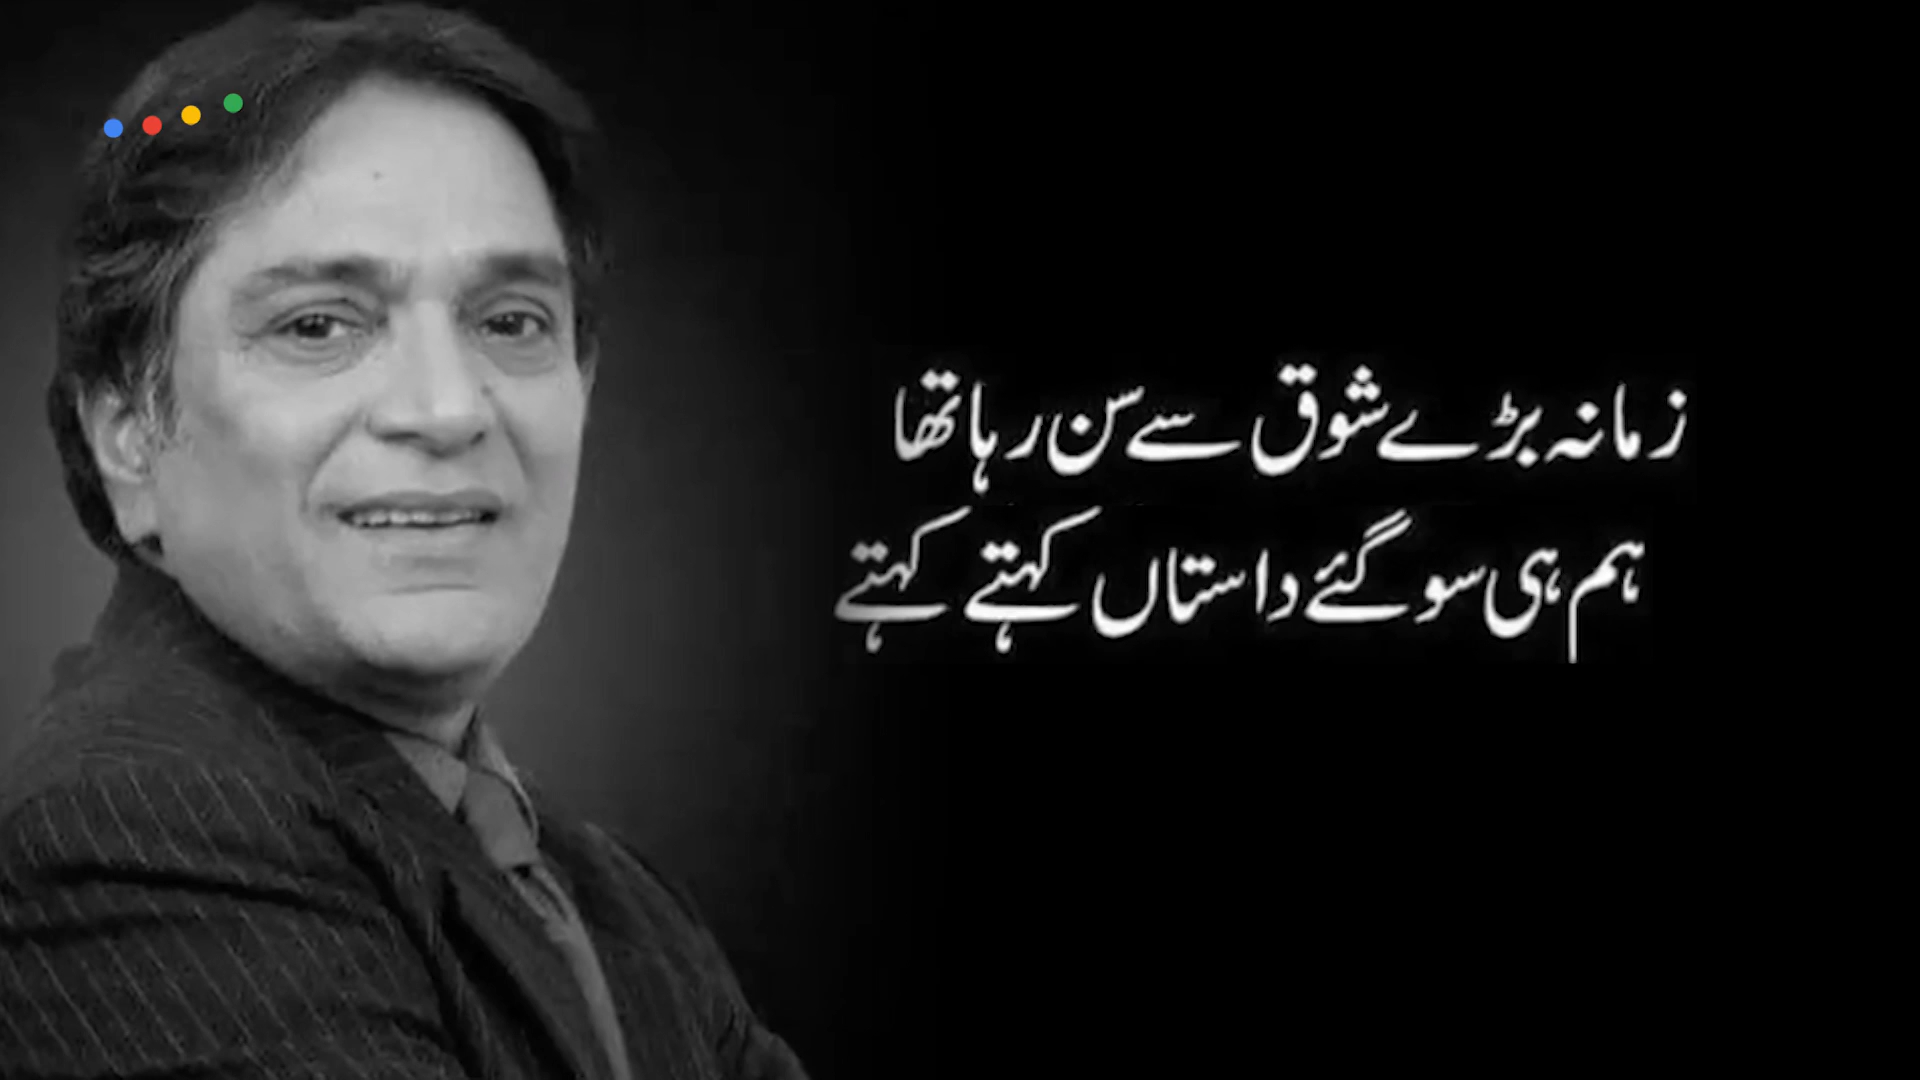 زمانہ بڑے شوق سے سن رہا تھا
ہم ہی سو گئے داستاں کہتے کہتے